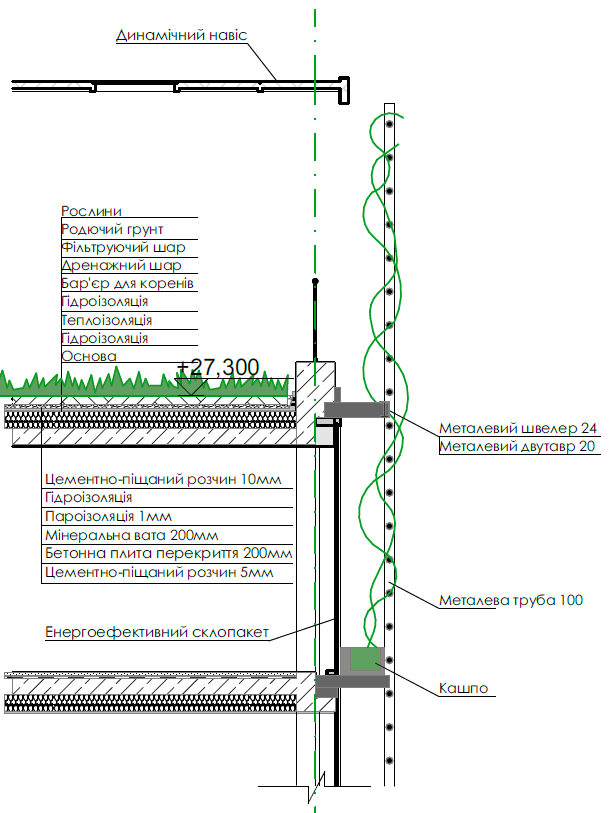 Динамічний навіс
Рослини
Родючий грунт
Фільтруючий шар
Дренажний шар
Бар'єр для коренів
Гідроізоляція
Теплоізоляція
Гідроізоляція
Основа
+27,300
Металевий швелер 24
Металевий двутавр 20
Цементно-піщаний розчин 10мм
Гідроізоляція
Пароізоляція 1мм
Мінеральна вата 200мм
Бетонна плита перекриття 200мм
Цементно-піщаний розчин 5мм
Металева труба 100
Енергоефективний склопакет
Кашпо